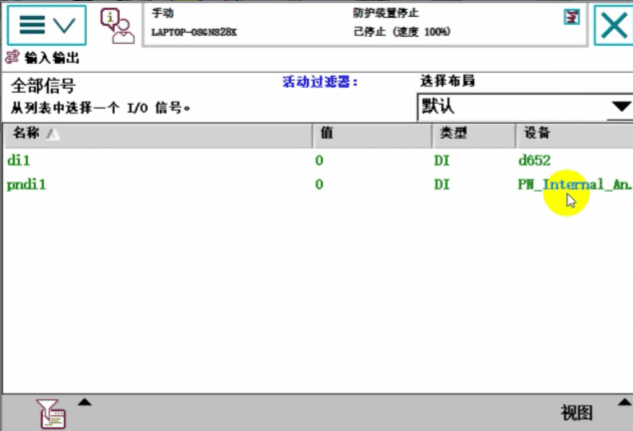 手动
防护装置停止
LAPTOP-OSGNS28K
已停止 (速度 100%)
输入输出
全部信号
活动过滤器：
选择布局
从列表中选择一个 I/O 信号。
默认
名称 值 类型 设备
di1 0 DI d652
pndi1 0 DI PN_Internal_An.
视图